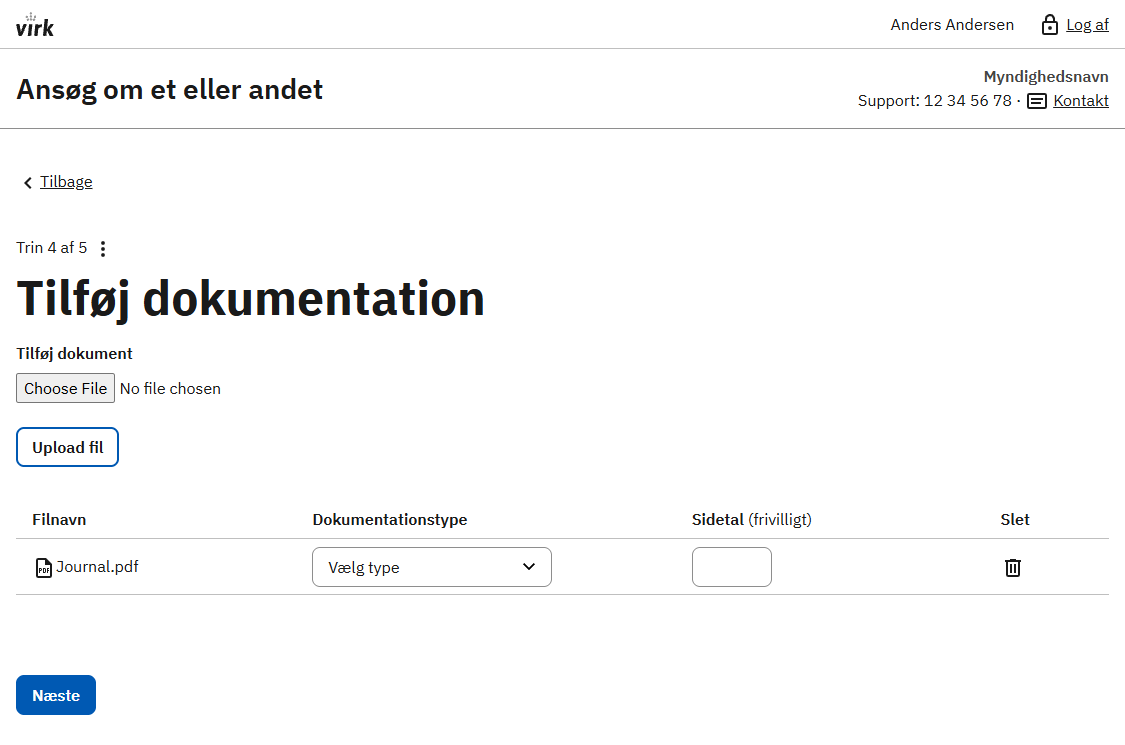 virk
Anders Andersen
Log af
Ansøg om et eller andet
Myndighedsnavn
Support: 12 34 56 78 · Kontakt
Tilbage
Trin 4 af 5
Tilføj dokumentation
Tilføj dokument
Choose File No file chosen
Upload fil
Filnavn Dokumentationstype Sidetal (frivilligt) Slet
PDF Journal.pdf Vælg type
Næste